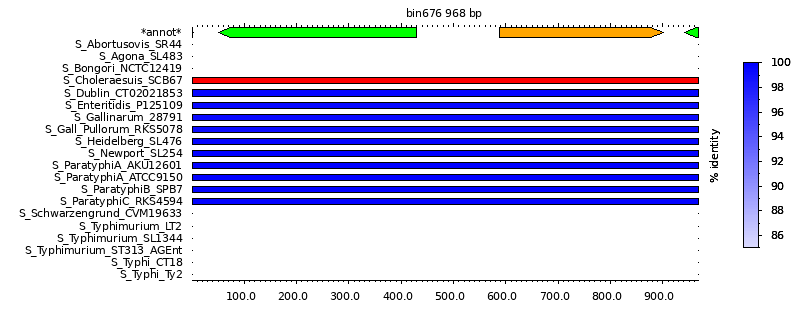 bin676 968 bp
*annot*
S_Abortusovis_SR44
S_Agona_SL483
S_Bongori_NCTC12419
S_Choleraesuis_SCB67
S_Dublin_CT02021853
S_Enteritidis_P125109
S_Gallinarum_28791
S_Gall_Pullorum_RKS5078
S_Heidelberg_SL476
S_Newport_SL254
S_ParatyphiA_AKU12601
S_ParatyphiA_ATCC9150
S_ParatyphiB_SPB7
S_ParatyphiC_RKS4594
S_Schwarzengrund_CVM19633
S_Typhimurium_LT2
S_Typhimurium_SL1344
S_Typhimurium_ST313_AGEnt
S_Typhi_CT18
S_Typhi_Ty2
100.0 200.0 300.0 400.0 500.0 600.0 700.0 800.0 900.0
% identity
100
98
96
94
92
90
88
86